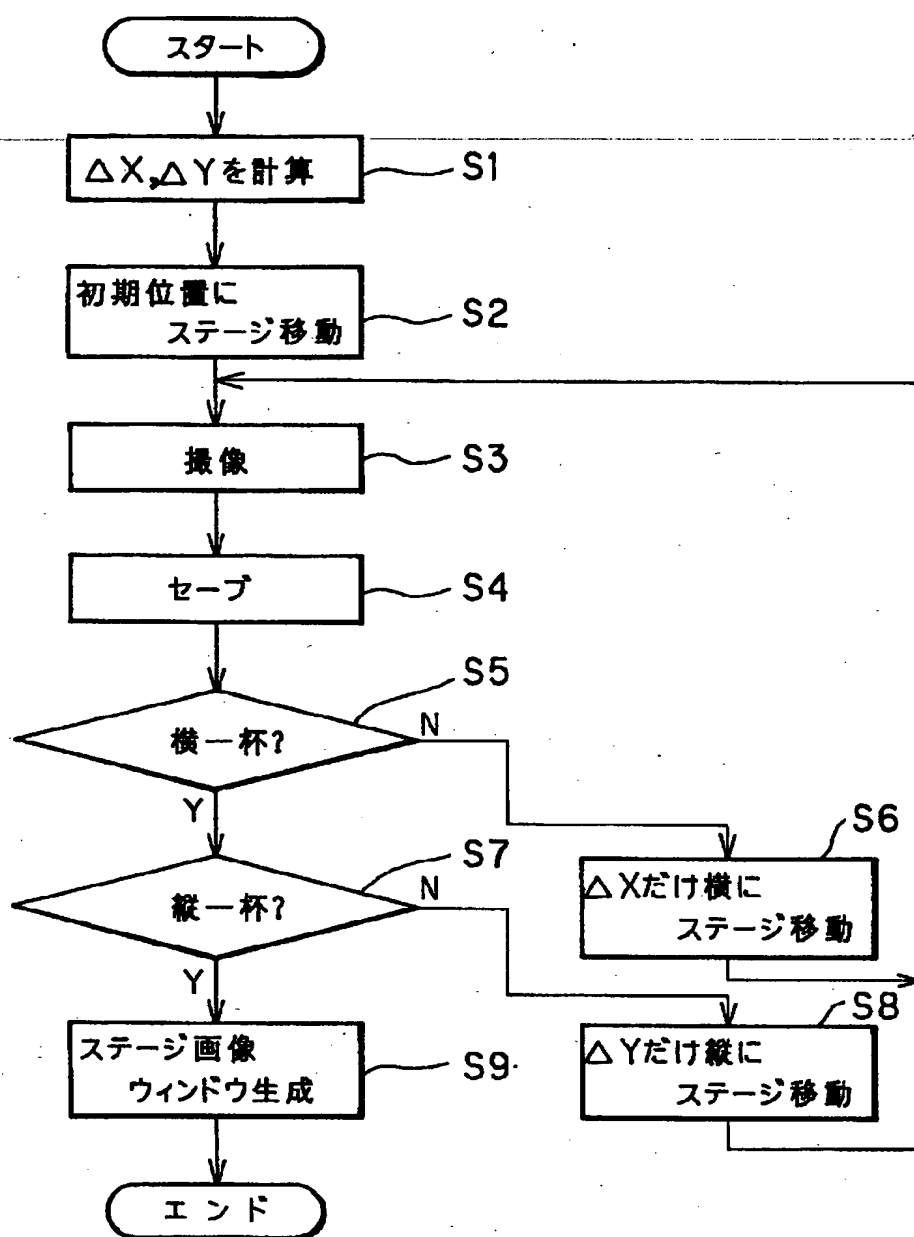 スタート
△X,△Yを計算
S1
初期位置に
ステージ移動
S2
撮像
S3
セーブ
S4
S5
横一杯?
N
Y
S6
△Xだけ横に
ステージ移動
S7
縦一杯?
N
Y
S8
△Yだけ縦に
ステージ移動
ステージ画像
ウィンドウ生成
S9
エンド